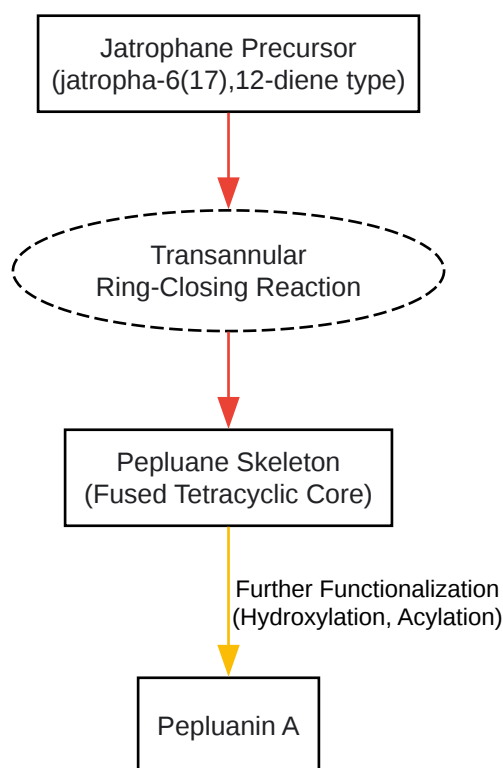 Jatrophane Precursor
(jatropha-6(17),12-diene type)
Transannular
Ring-Closing Reaction
Pepluane Skeleton
(Fused Tetracyclic Core)
Further Functionalization
(Hydroxylation, Acylation)
Pepluanin A